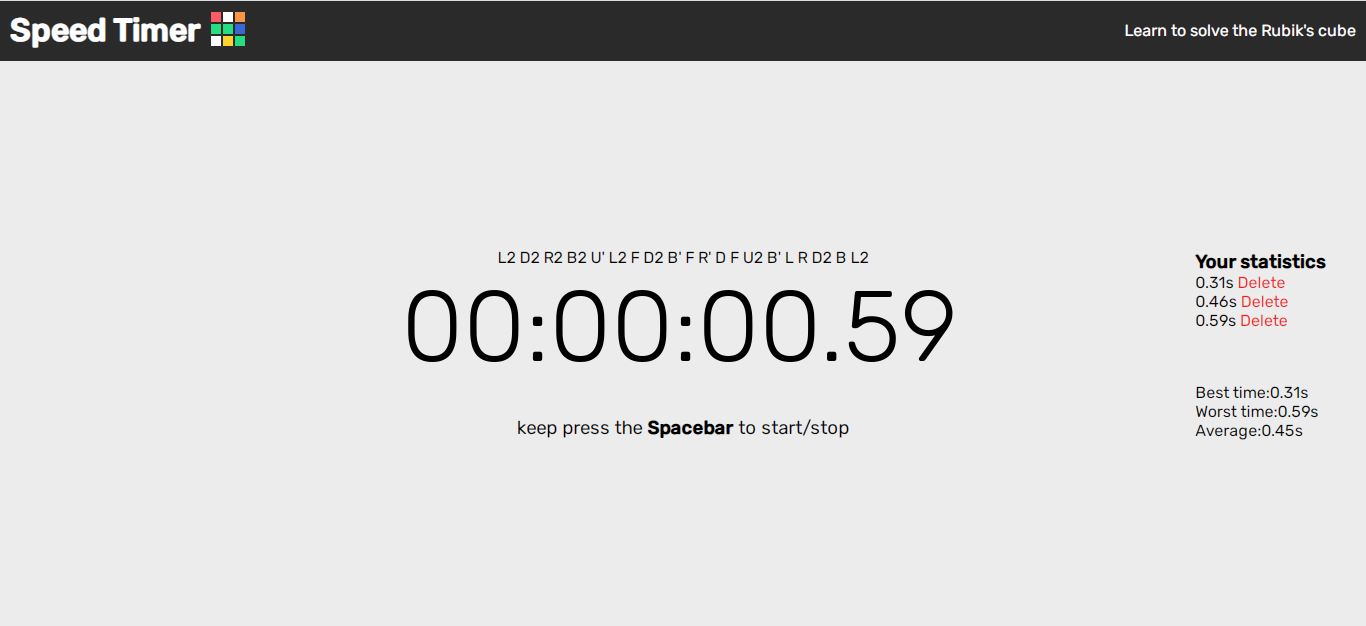 Speed Timer
Learn to solve the Rubik's cube
L2 D2 R2 B2 U' L2 F D2 B' F R' D F U2 B' L R D2 B L2
00:00:00.59
keep press the Spacebar to start/stop
Your statistics
0.31s Delete
0.46s Delete
0.59s Delete
Best time:0.31s
Worst time:0.59s
Average:0.45s